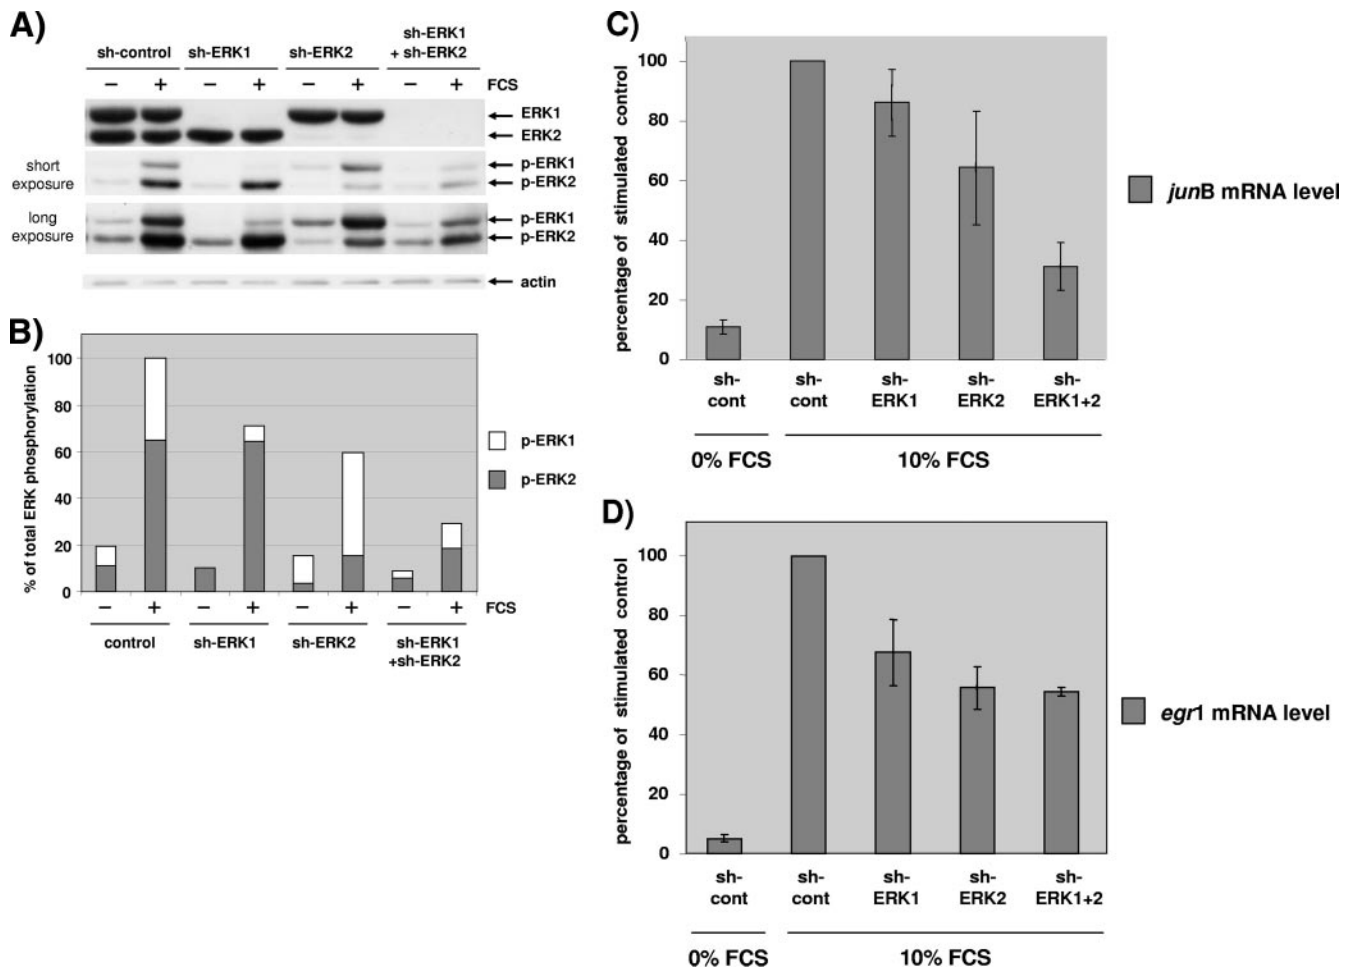 A)
sh-control sh-ERK1 sh-ERK2 sh-ERK1 + sh-ERK2
− + − + − + − + FCS
ERK1
ERK2
short exposure
p-ERK1
p-ERK2
long exposure
p-ERK1
p-ERK2
actin
B)
% of total ERK phosphorylation
100
80
60
40
20
0
− + − + − + − + FCS
control sh-ERK1 sh-ERK2 sh-ERK1 +sh-ERK2
p-ERK1
p-ERK2
C)
percentage of stimulated control
100
80
60
40
20
0
sh-cont sh-cont sh-ERK1 sh-ERK2 sh-ERK1+2
0% FCS 10% FCS
junB mRNA level
D)
percentage of stimulated control
100
80
60
40
20
0
sh-cont sh-cont sh-ERK1 sh-ERK2 sh-ERK1+2
0% FCS 10% FCS
egr1 mRNA level